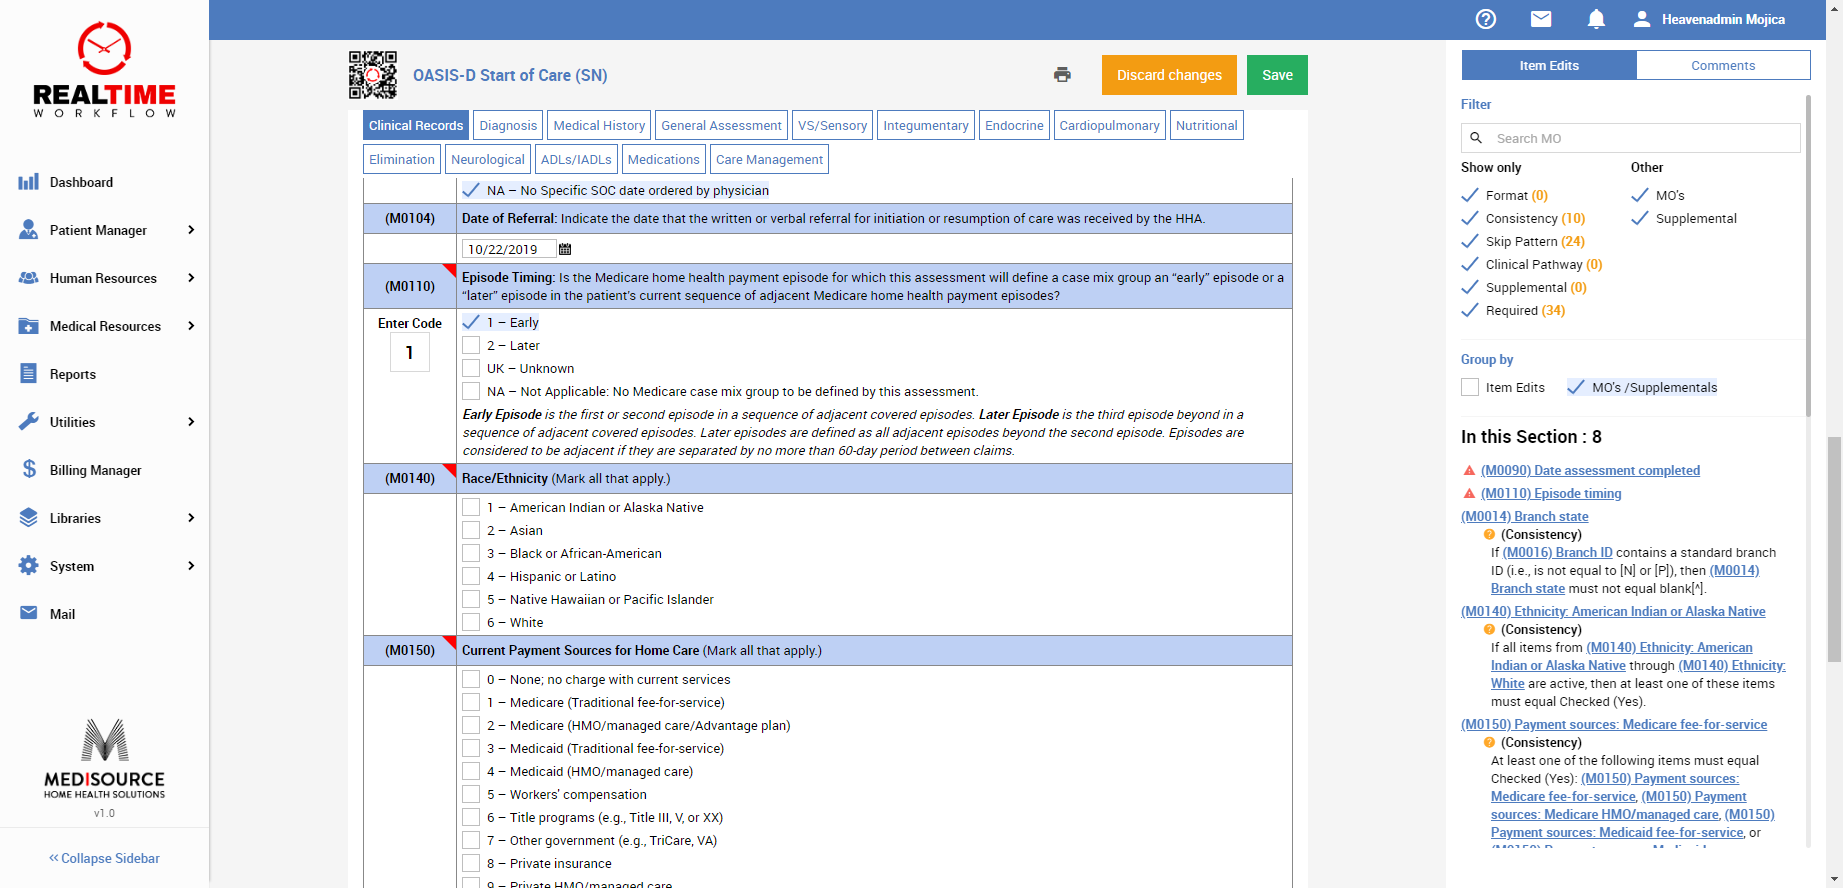 REALTIME
WORKFLOW
Dashboard
Patient Manager
Human Resources
Medical Resources
Reports
Utilities
Billing Manager
Libraries
System
Mail
MEDISOURCE
HOME HEALTH SOLUTIONS
v1.0
Collapse Sidebar
Heavenadmin Mojica
OASIS-D Start of Care (SN)
Discard changes
Save
Clinical Records
Diagnosis
Medical History
General Assessment
VS/Sensory
Integumentary
Endocrine
Cardiopulmonary
Nutritional
Elimination
Neurological
ADLs/IADLs
Medications
Care Management
NA – No Specific SOC date ordered by physician
(M0104) Date of Referral: Indicate the date that the written or verbal referral for initiation or resumption of care was received by the HHA.
10/22/2019
(M0110) Episode Timing: Is the Medicare home health payment episode for which this assessment will define a case mix group an “early” episode or a
“later” episode in the patient's current sequence of adjacent Medicare home health payment episodes?
Enter Code
1
1 – Early
2 – Later
UK – Unknown
NA – Not Applicable: No Medicare case mix group to be defined by this assessment.
Early Episode is the first or second episode in a sequence of adjacent covered episodes. Later Episode is the third episode beyond in a
sequence of adjacent covered episodes. Later episodes are defined as all adjacent episodes beyond the second episode. Episodes are
considered to be adjacent if they are separated by no more than 60-day period between claims.
(M0140) Race/Ethnicity (Mark all that apply.)
1 – American Indian or Alaska Native
2 – Asian
3 – Black or African-American
4 – Hispanic or Latino
5 – Native Hawaiian or Pacific Islander
6 – White
(M0150) Current Payment Sources for Home Care (Mark all that apply.)
0 – None; no charge with current services
1 – Medicare (Traditional fee-for-service)
2 – Medicare (HMO/managed care/Advantage plan)
3 – Medicaid (Traditional fee-for-service)
4 – Medicaid (HMO/managed care)
5 – Workers' compensation
6 – Title programs (e.g., Title III, V, or XX)
7 – Other government (e.g., TriCare, VA)
8 – Private insurance
9 – Private HMO/managed care
Item Edits
Comments
Filter
Search MO
Show only
Format (0)
Consistency (10)
Skip Pattern (24)
Clinical Pathway (0)
Supplemental (0)
Required (34)
Other
MO's
Supplemental
Group by
Item Edits
MO's /Supplementals
In this Section : 8
(M0090) Date assessment completed
(M0110) Episode timing
(M0014) Branch state
(Consistency)
If (M0016) Branch ID contains a standard branch
ID (i.e., is not equal to [N] or [P]), then (M0014)
Branch state must not equal blank[^].
(M0140) Ethnicity: American Indian or Alaska Native
(Consistency)
If all items from (M0140) Ethnicity: American
Indian or Alaska Native through (M0140) Ethnicity:
White are active, then at least one of these items
must equal Checked (Yes).
(M0150) Payment sources: Medicare fee-for-service
(Consistency)
At least one of the following items must equal
Checked (Yes): (M0150) Payment sources:
Medicare fee-for-service, (M0150) Payment
sources: Medicare HMO/managed care, (M0150)
Payment sources: Medicaid fee-for-service, or